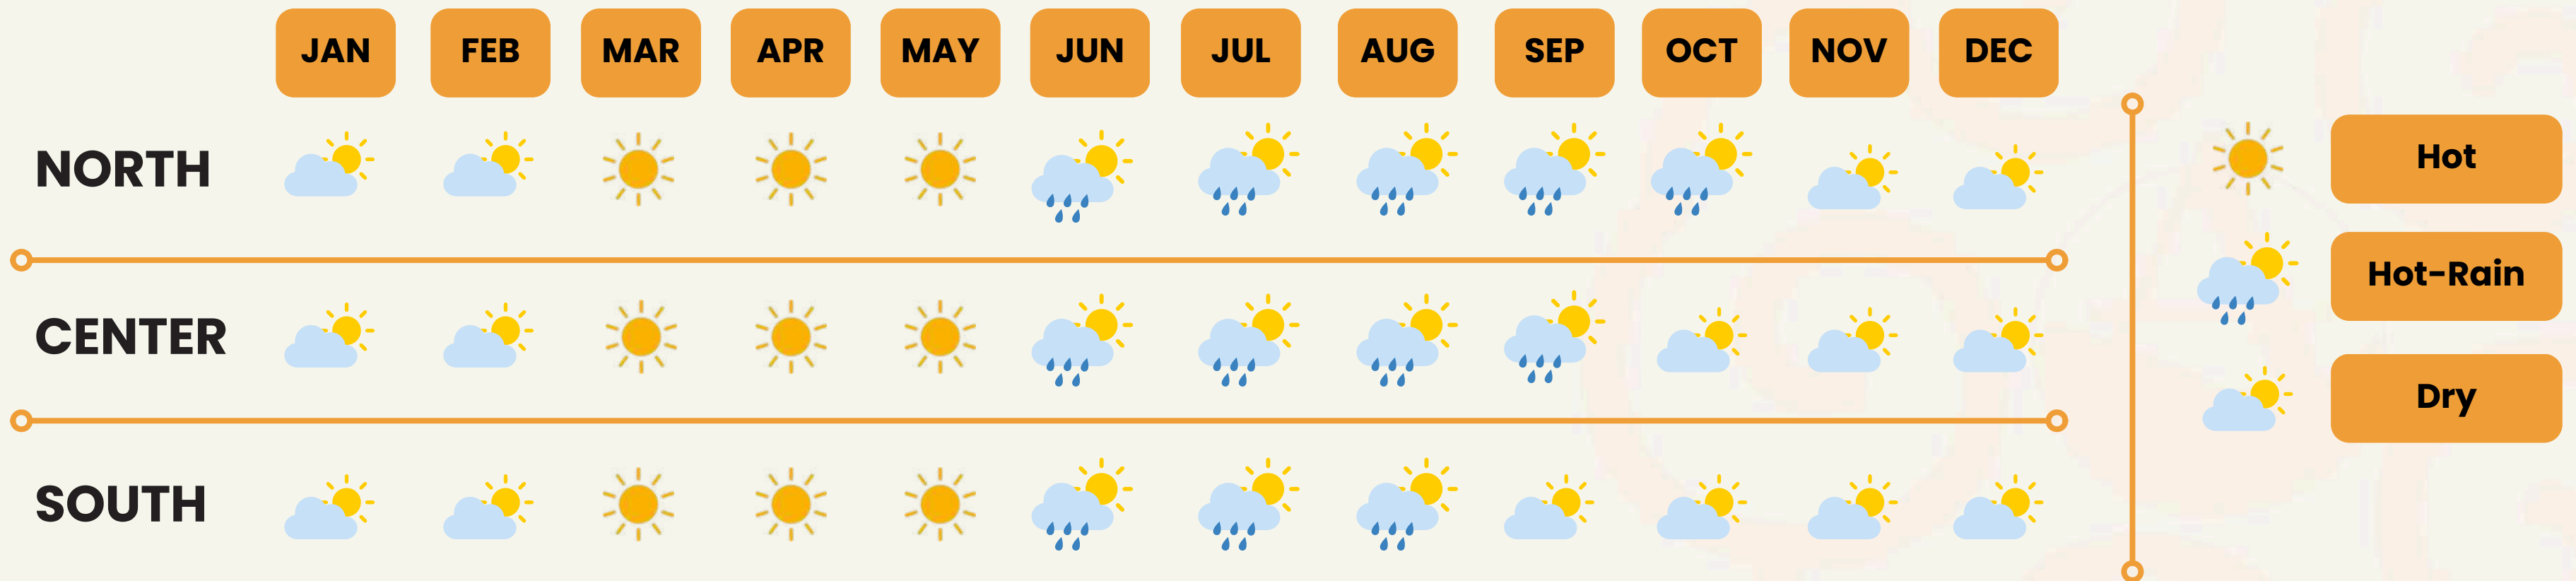 JAN FEB MAR APR MAY JUN JUL AUG SEP OCT NOV DEC
NORTH
CENTER
SOUTH
Hot
Hot-Rain
Dry